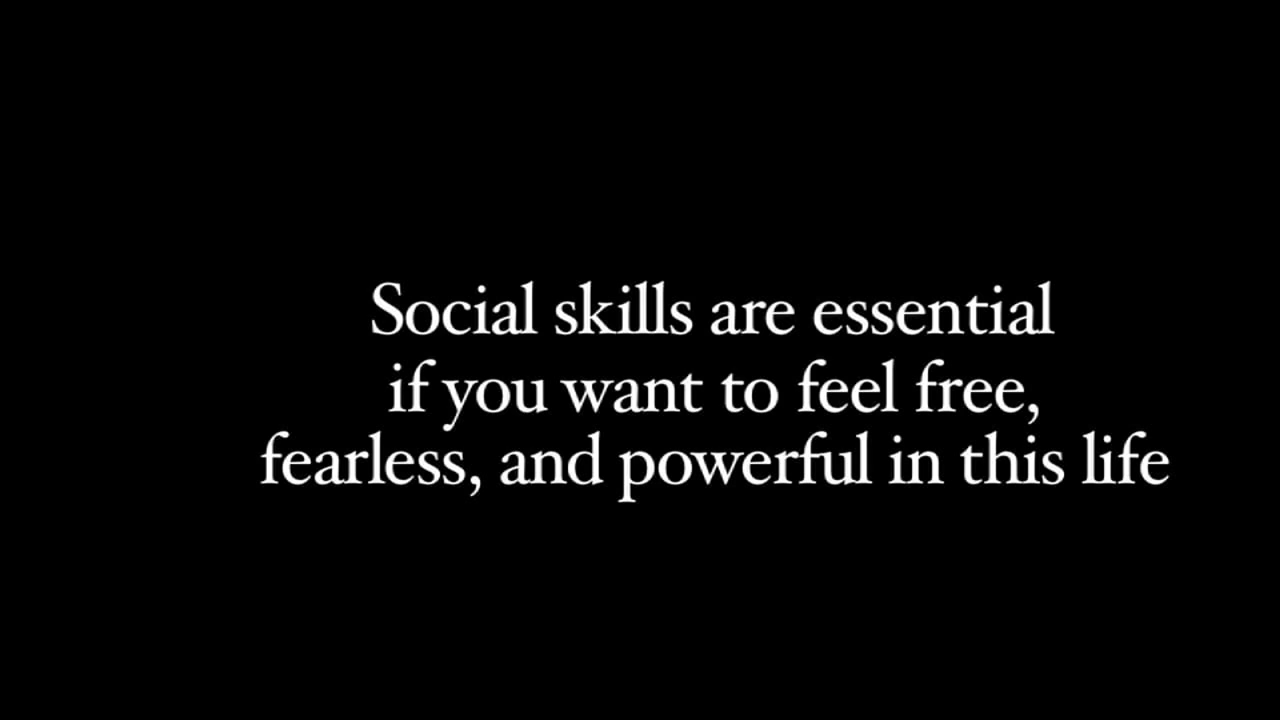 Social skills are essential
if you want to feel free,
fearless, and powerful in this life